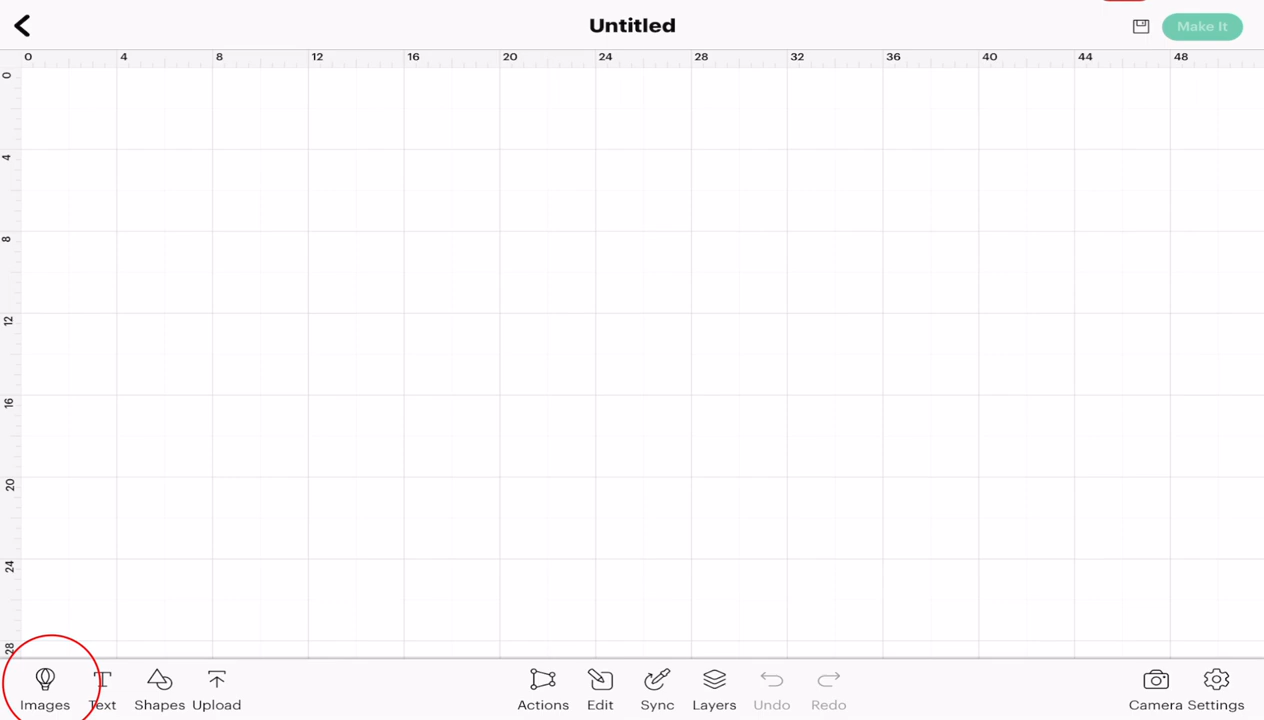 Untitled
Make It
0 4 8 12 16 20 24 28 32 36 40 44 48
0
4
8
12
16
20
24
28
Images Text Shapes Upload Actions Edit Sync Layers Undo Redo Camera Settings